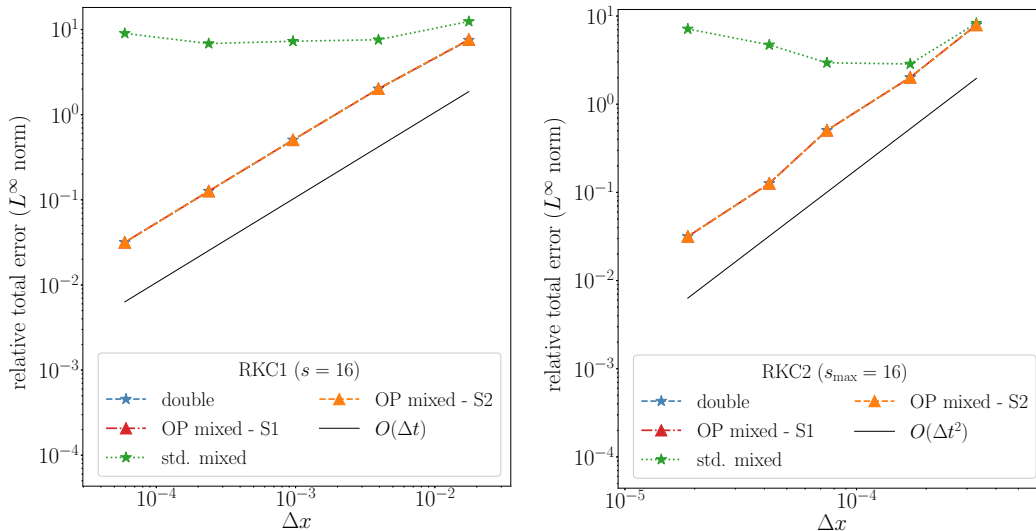 relative total error (L^∞ norm)
10^1
10^0
10^−1
10^−2
10^−3
10^−4
RKC1 (s = 16)
double
OP mixed - S1
std. mixed
OP mixed - S2
O(Δt)
10^−4
10^−3
10^−2
Δx
relative total error (L^∞ norm)
10^1
10^0
10^−1
10^−2
10^−3
10^−4
RKC2 (s_max = 16)
double
OP mixed - S1
std. mixed
OP mixed - S2
O(Δt^2)
10^−5
10^−4
Δx